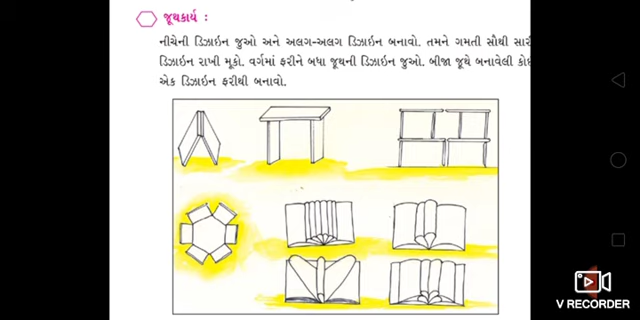 જૂથકાર્ય :
નીચેની ડિઝાઇન જુઓ અને અલગ-અલગ ડિઝાઇન બનાવો. તમને ગમતી સૌથી સારી
ડિઝાઇન રાખી મૂકો. વર્ગમાં ફરીને બધા જૂથની ડિઝાઇન જુઓ. બીજા જૂથે બનાવેલી
એક ડિઝાઇન ફરીથી બનાવો.
V RECORDER